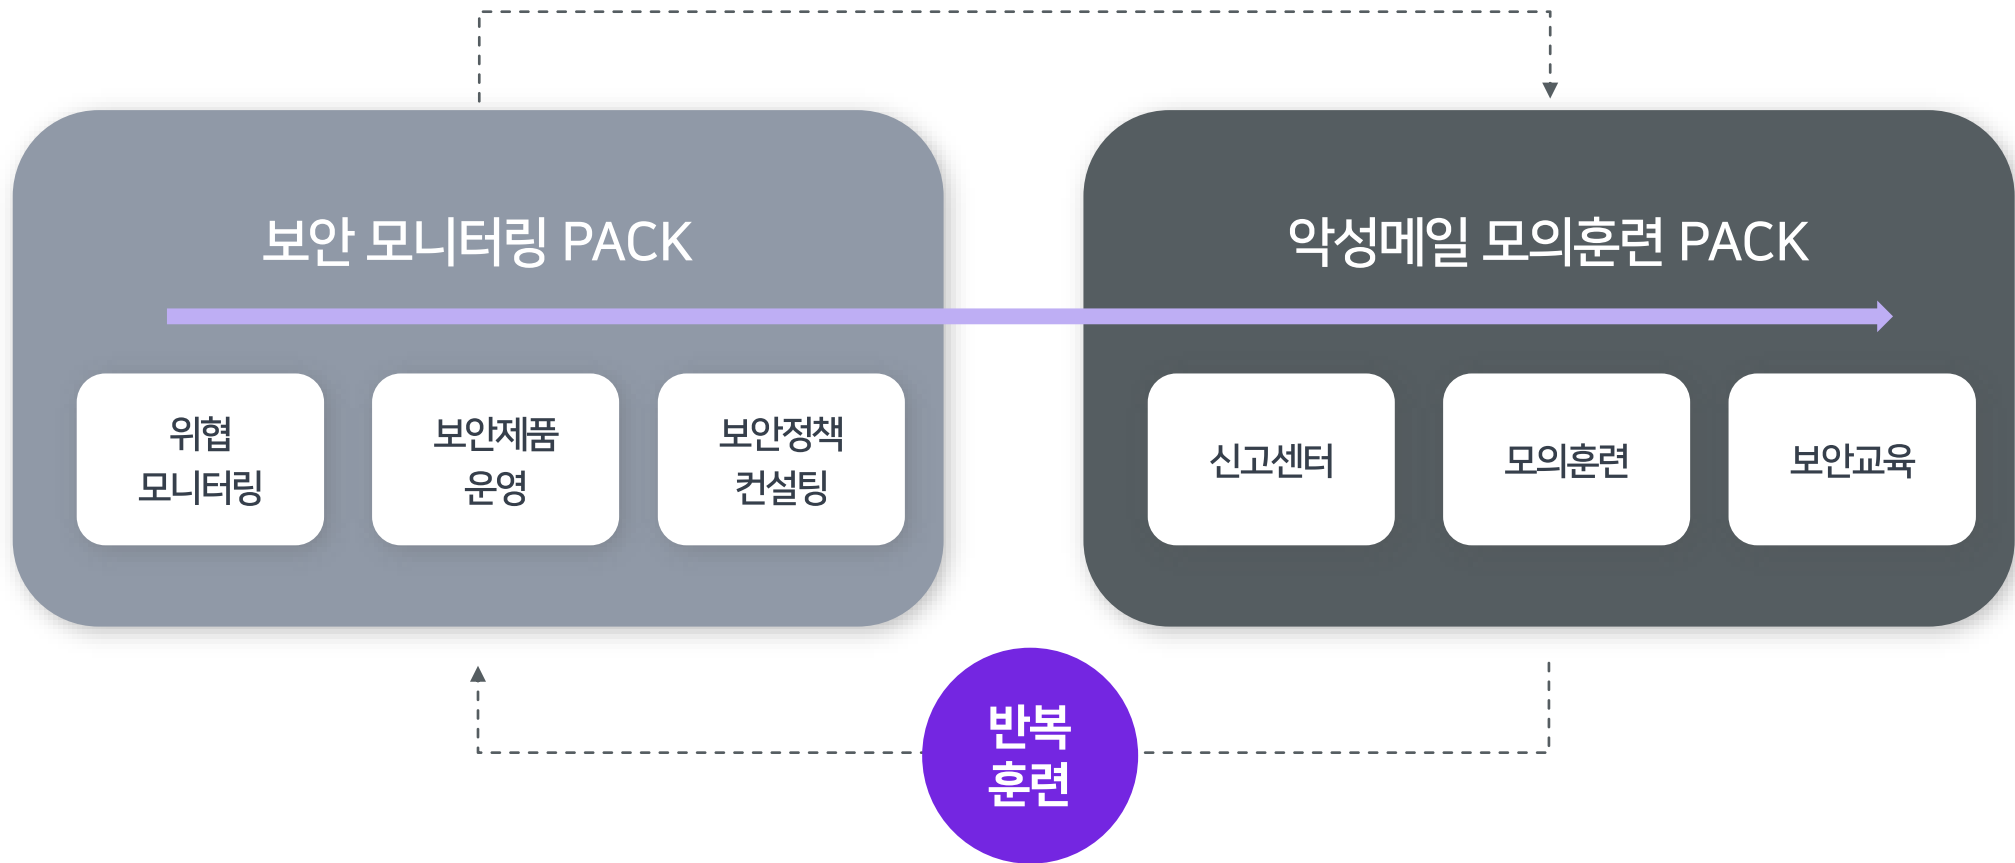 보안 모니터링 PACK
악성메일 모의훈련 PACK
위협
모니터링
보안제품
운영
보안정책
컨설팅
신고센터
모의훈련
보안교육
반복
훈련